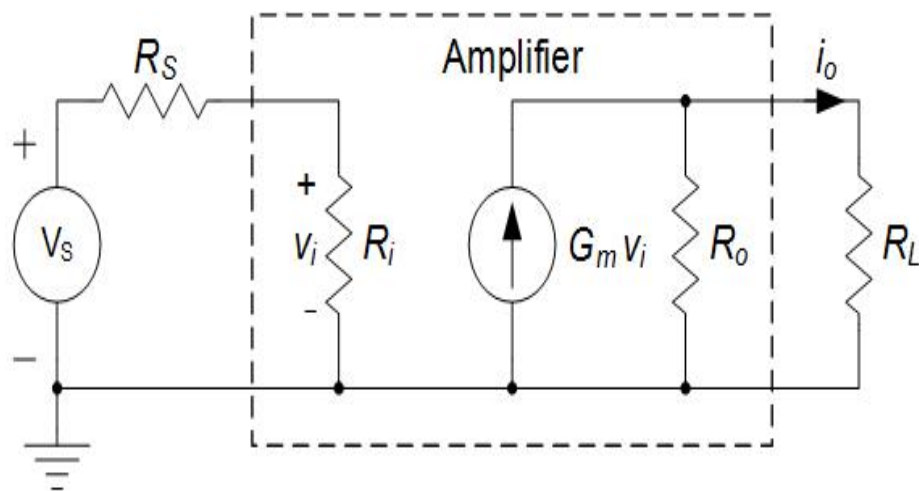 Amplifier
R_S
i_o
+
V_S
−
+
v_i
-
R_i
G_m v_i
R_o
R_L